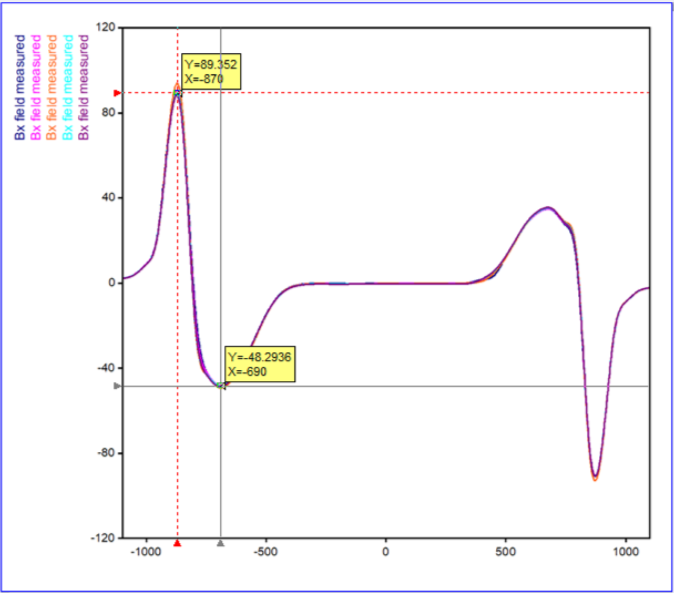 Bx field measured
Bx field measured
Bx field measured
Bx field measured
Bx field measured
120
80
40
0
-40
-80
-120
Y=89.352
X=-870
Y=-48.2936
X=-690
-1000
-500
0
500
1000